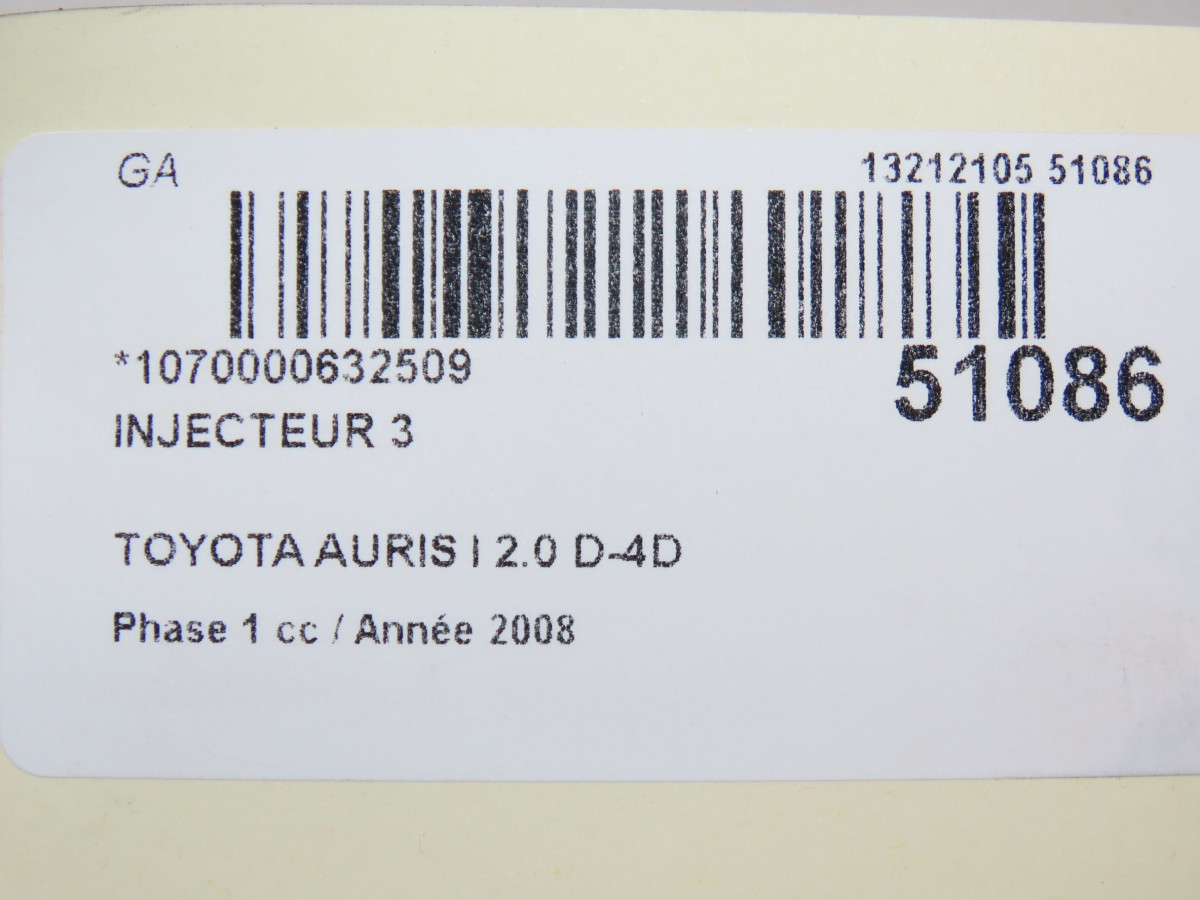 GA
13212105 51086
*1070000632509
51086
INJECTEUR 3
TOYOTA AURIS I 2.0 D-4D
Phase 1 cc / Année 2008